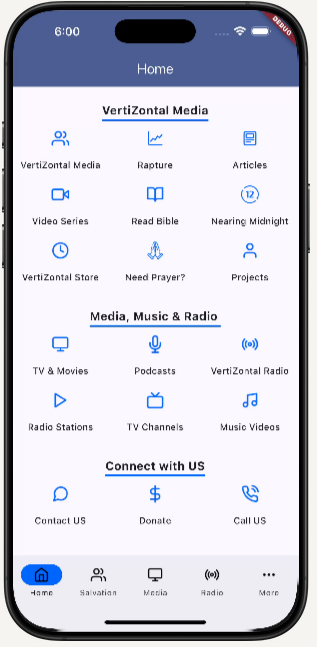 6:00
DEBUG
Home
VertiZontal Media
VertiZontal Media Rapture Articles
12
Video Series Read Bible Nearing Midnight
VertiZontal Store Need Prayer? Projects
Media, Music & Radio
TV & Movies Podcasts VertiZontal Radio
Radio Stations TV Channels Music Videos
Connect with US
Contact US Donate Call US
Home Salvation Media Radio More